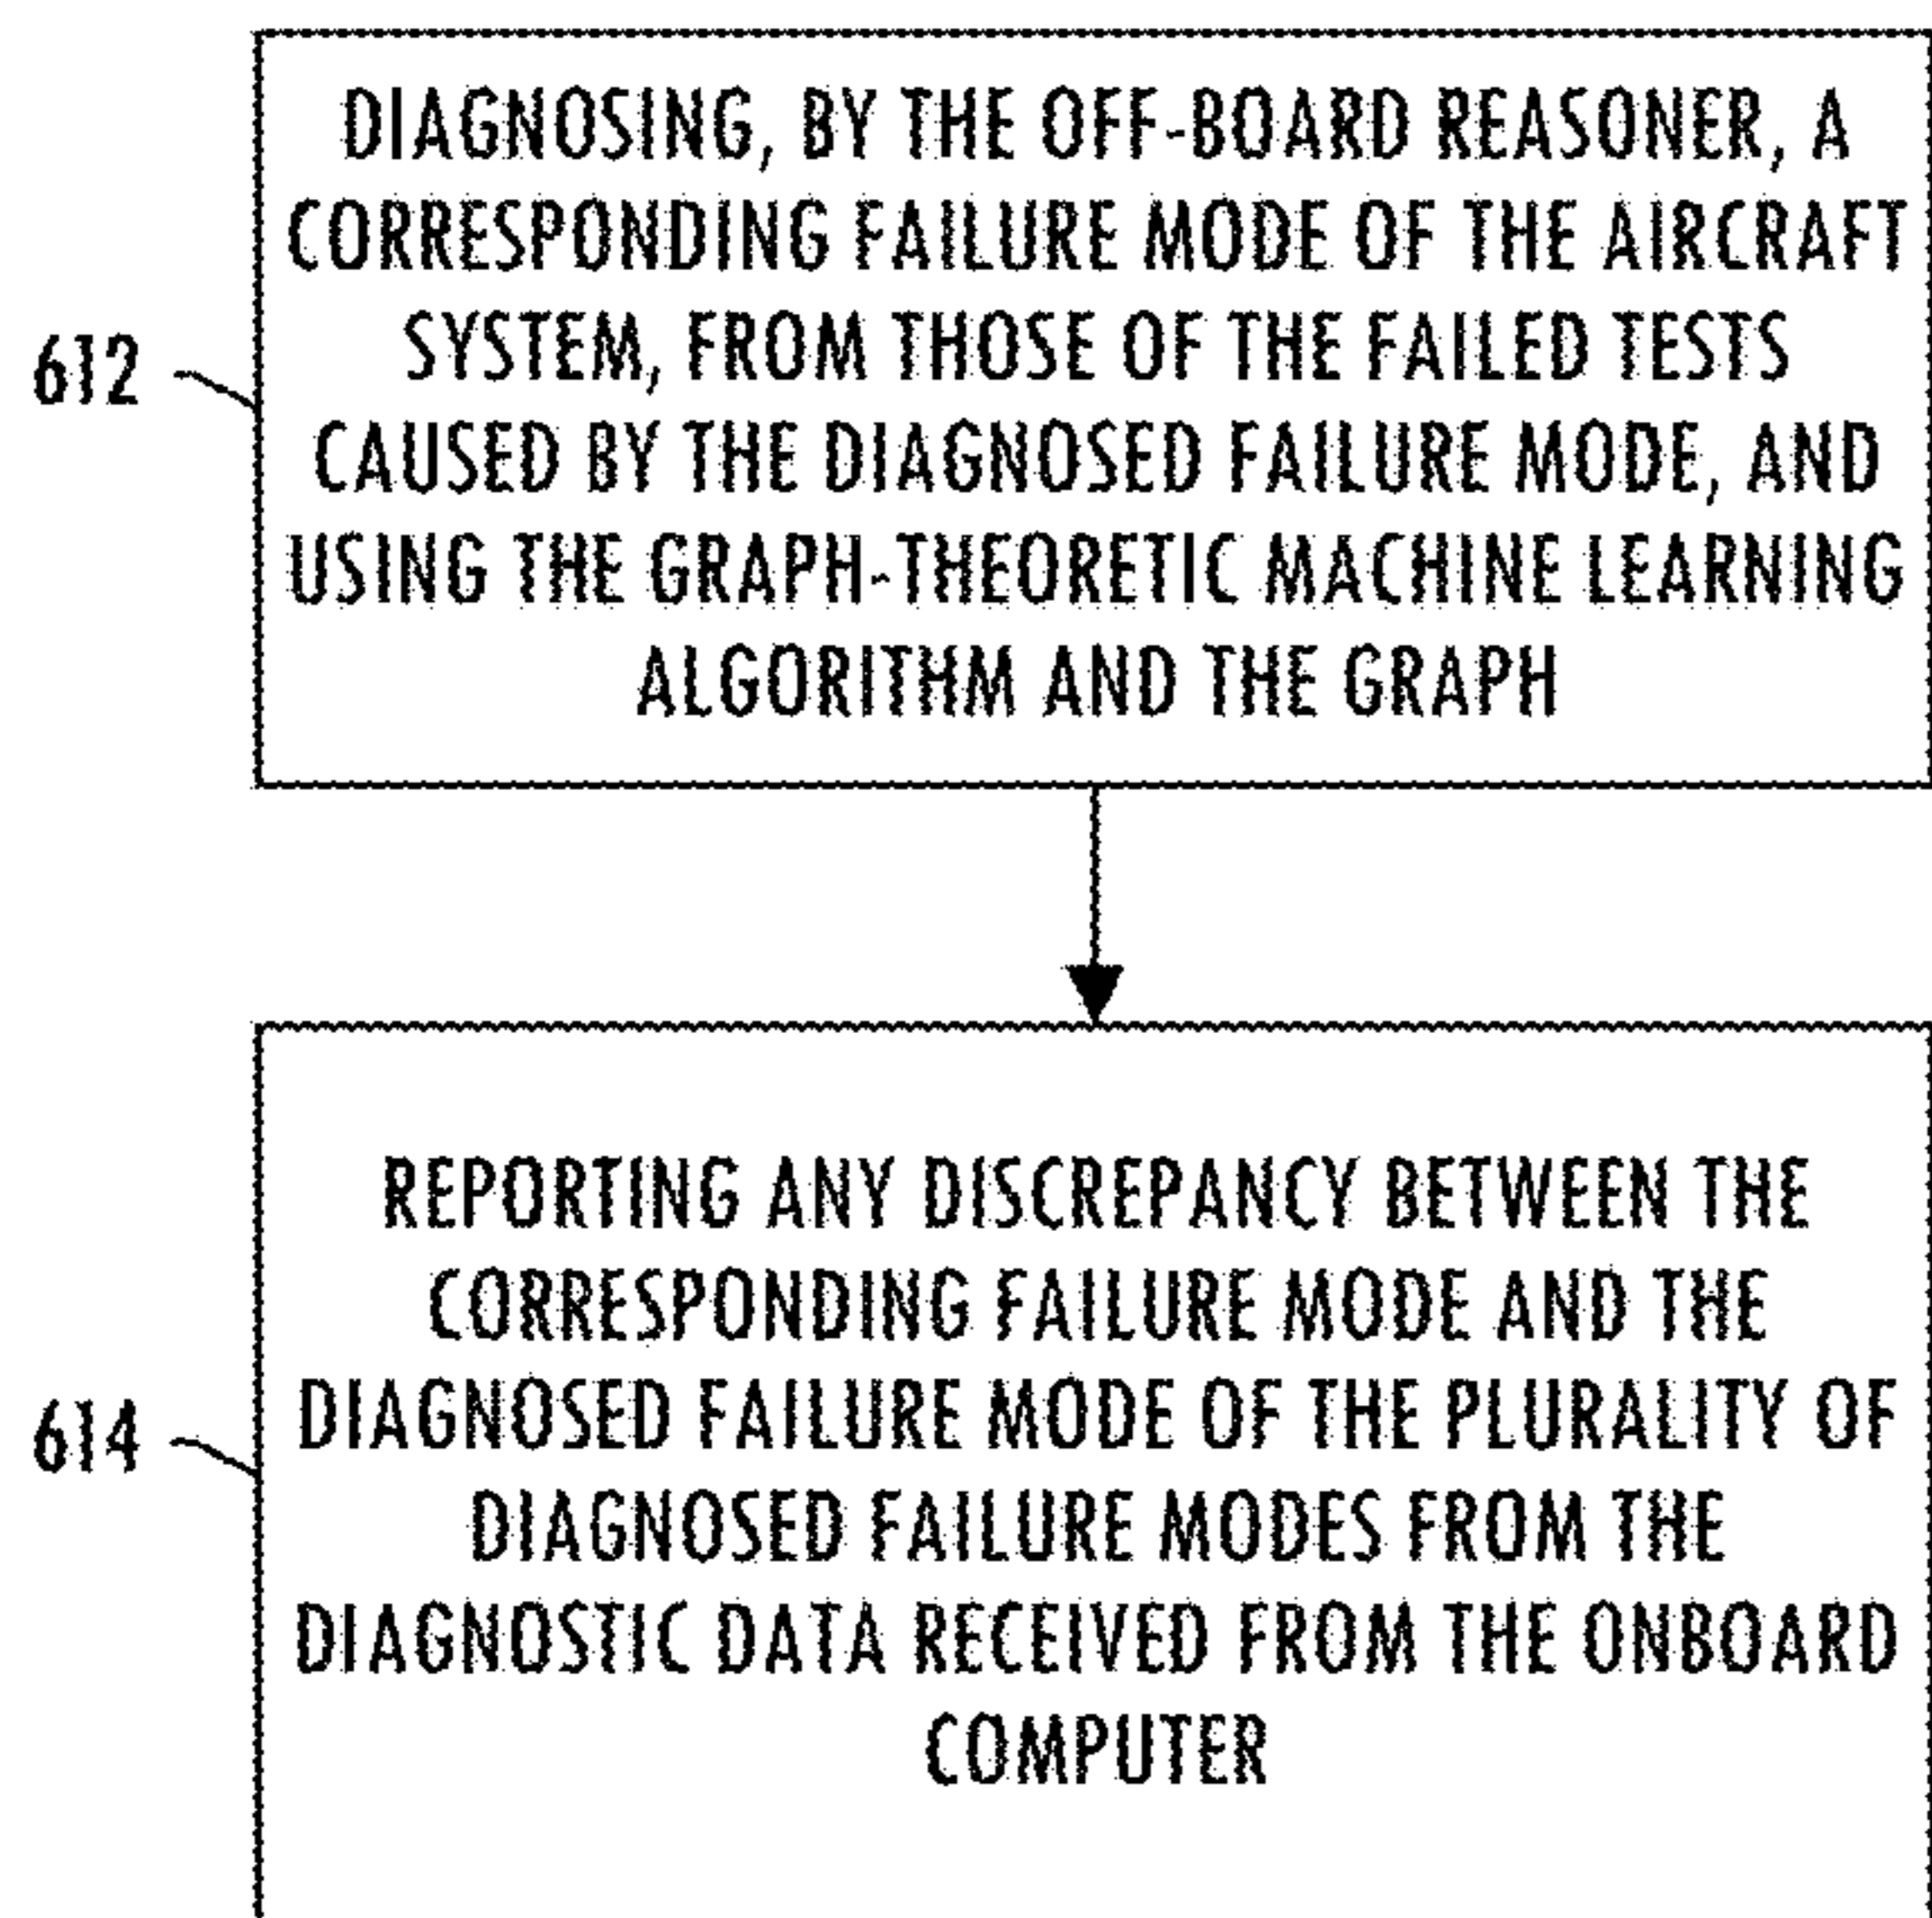 DIAGNOSING, BY THE OFF-BOARD REASONER, A
CORRESPONDING FAILURE MODE OF THE AIRCRAFT
SYSTEM, FROM THOSE OF THE FAILED TESTS
CAUSED BY THE DIAGNOSED FAILURE MODE, AND
USING THE GRAPH-THEORETIC MACHINE LEARNING
ALGORITHM AND THE GRAPH
612
REPORTING ANY DISCREPANCY BETWEEN THE
CORRESPONDING FAILURE MODE AND THE
DIAGNOSED FAILURE MODE OF THE PLURALITY OF
DIAGNOSED FAILURE MODES FROM THE
DIAGNOSTIC DATA RECEIVED FROM THE ONBOARD
COMPUTER
614